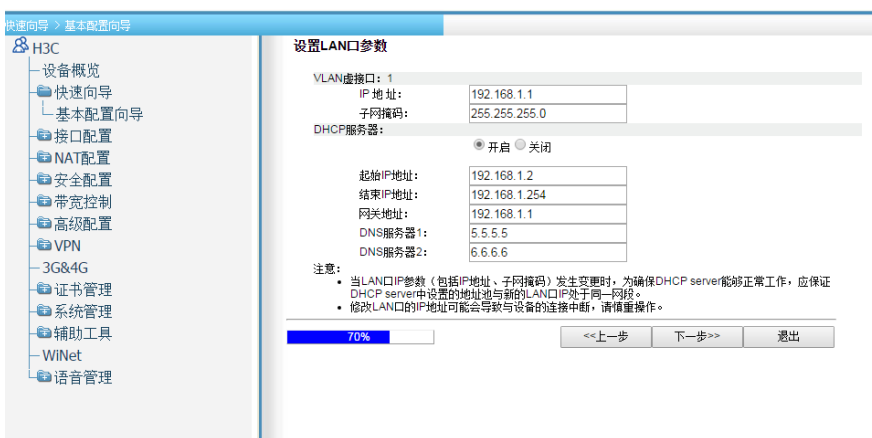 快速向导 > 基本配置向导
H3C
设备概览
快速向导
基本配置向导
接口配置
NAT配置
安全配置
带宽控制
高级配置
VPN
3G&4G
证书管理
系统管理
辅助工具
WiNet
语音管理
设置LAN口参数
VLAN虚接口：1
IP 地址： 192.168.1.1
子网掩码： 255.255.255.0
DHCP服务器：
开启 关闭
起始IP地址： 192.168.1.2
结束IP地址： 192.168.1.254
网关地址： 192.168.1.1
DNS服务器1： 5.5.5.5
DNS服务器2： 6.6.6.6
注意：
• 当LAN口IP参数（包括IP地址、子网掩码）发生变更时，为确保DHCP server能够正常工作，应保证
DHCP server中设置的地址池与新的LAN口IP处于同一网段。
• 修改LAN口的IP地址可能会导致与设备的连接中断，请慎重操作。
70% <<上一步 下一步>> 退出